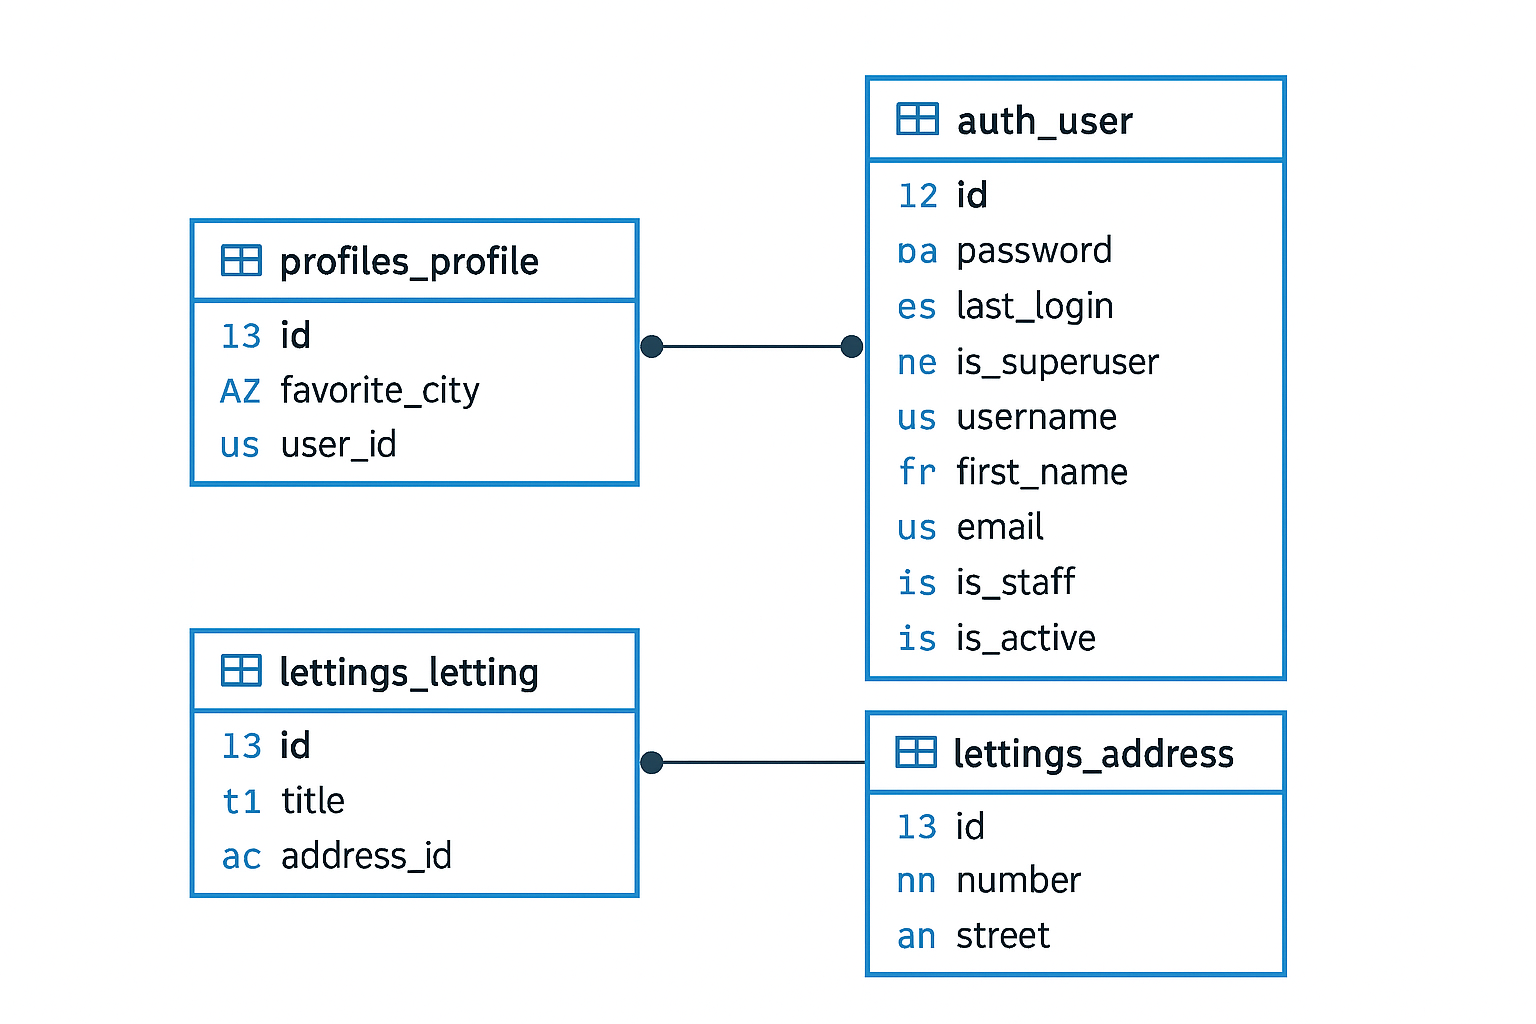 profiles_profile
13 id
AZ favorite_city
us user_id
auth_user
12 id
pa password
es last_login
ne is_superuser
us username
fr first_name
us email
is is_staff
is is_active
lettings_letting
13 id
t1 title
ac address_id
lettings_address
13 id
nn number
an street